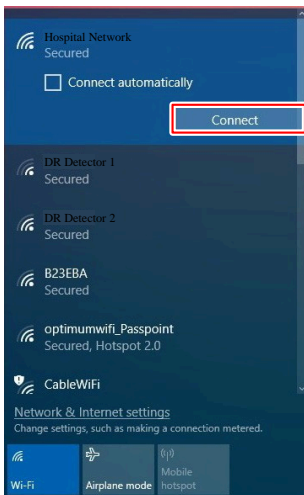 Hospital Network
Secured
Connect automatically
Connect
DR Detector 1
Secured
DR Detector 2
Secured
B23EBA
Secured
optimumwifi_Passpoint
Secured, Hotspot 2.0
CableWiFi
Network & Internet settings
Change settings, such as making a connection metered.
Wi-Fi
Airplane mode
Mobile
hotspot